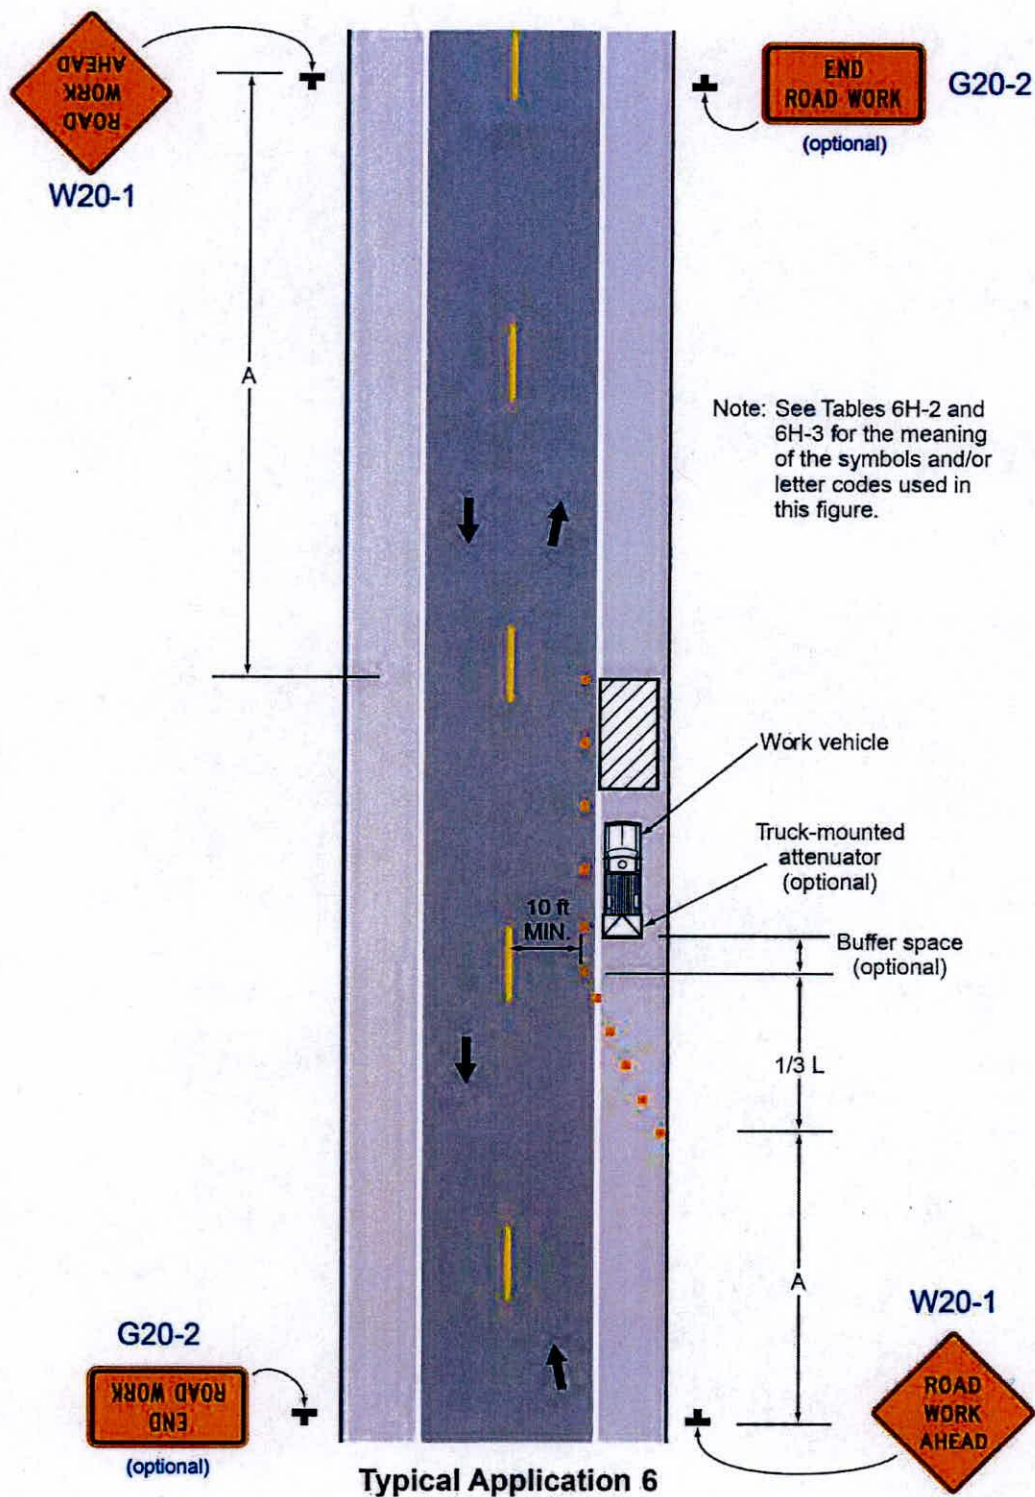 ROAD
WORK
AHEAD
W20-1
END
ROAD WORK
G20-2
(optional)
A
Note: See Tables 6H-2 and
6H-3 for the meaning
of the symbols and/or
letter codes used in
this figure.
Work vehicle
Truck-mounted
attenuator
(optional)
10 ft
MIN.
Buffer space
(optional)
1/3 L
A
W20-1
G20-2
END
ROAD WORK
(optional)
ROAD
WORK
AHEAD
Typical Application 6